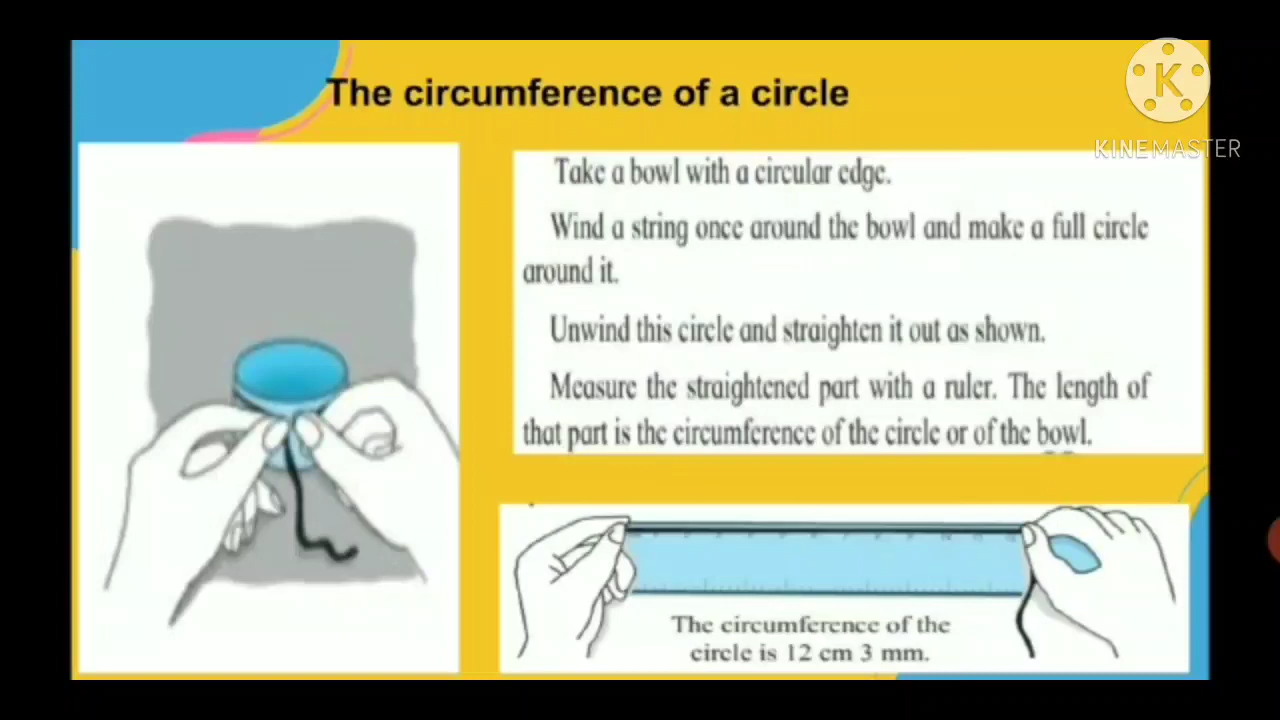 The circumference of a circle
K
KINEMASTER
Take a bowl with a circular edge.
Wind a string once around the bowl and make a full circle
around it.
Unwind this circle and straighten it out as shown.
Measure the straightened part with a ruler. The length of
that part is the circumference of the circle or of the bowl.
The circumference of the
circle is 12 cm 3 mm.